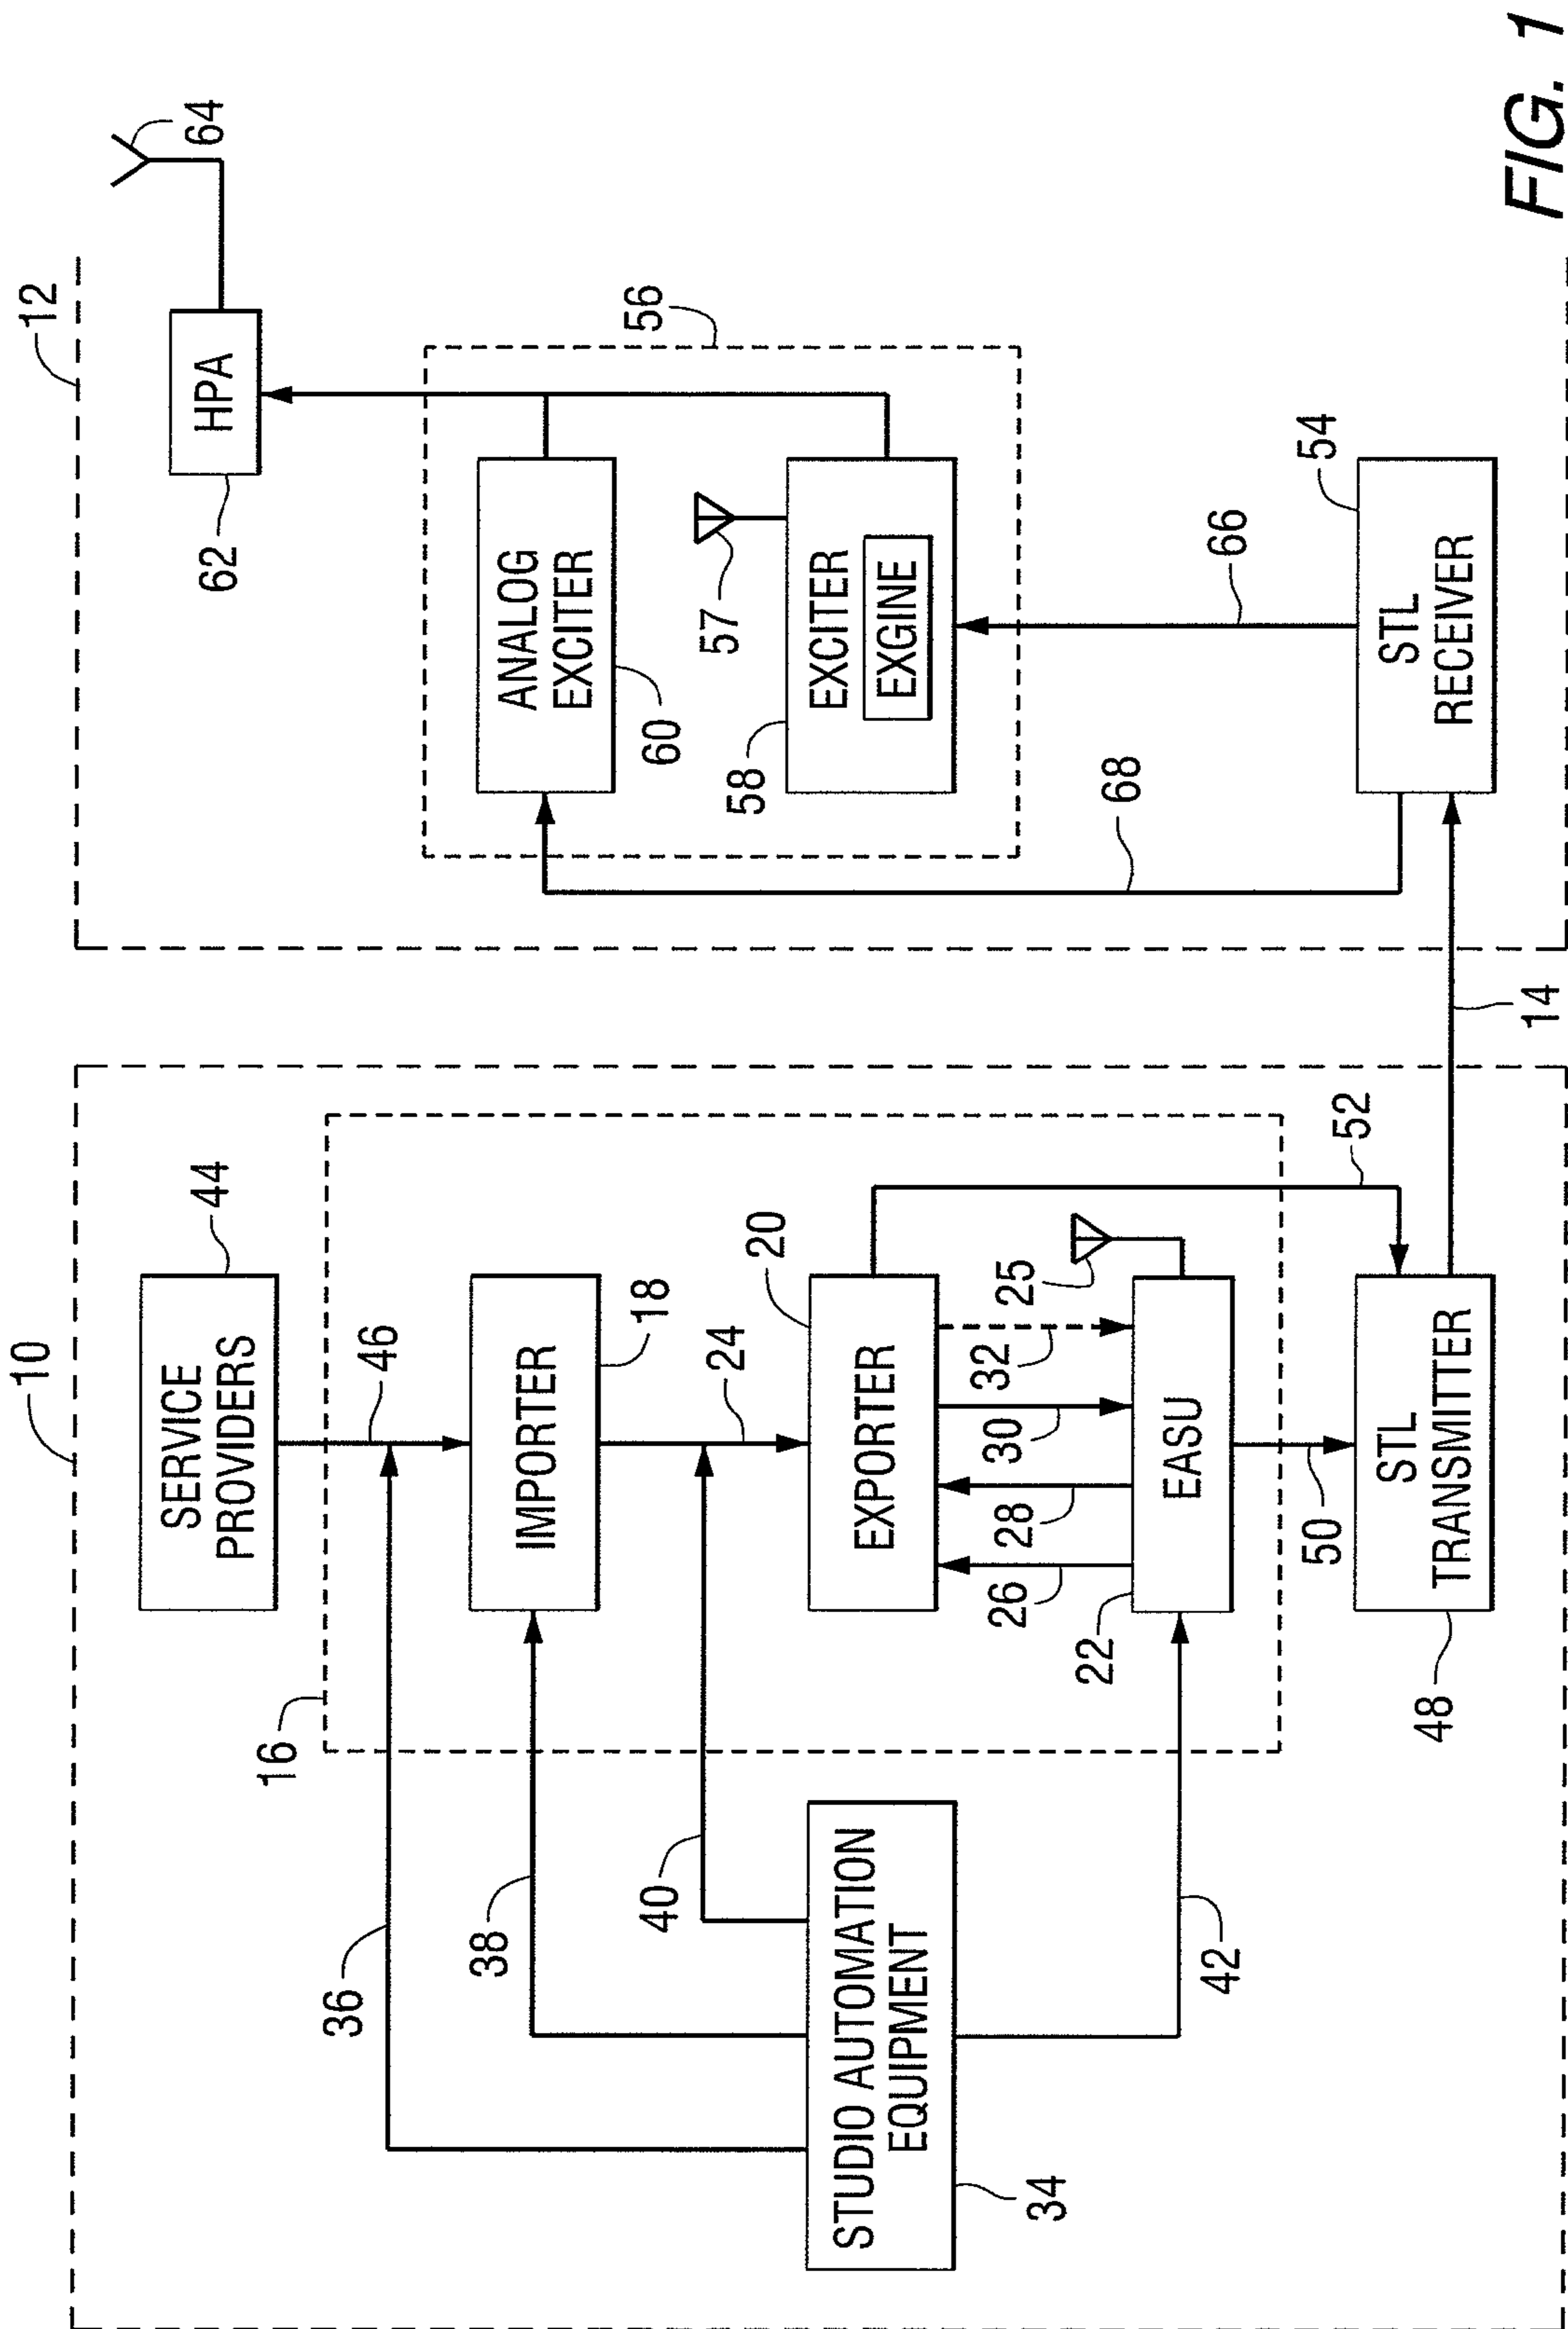 10
SERVICE
PROVIDERS
44
46
16
36
IMPORTER
18
38
24
40
EXPORTER
20
STUDIO AUTOMATION
EQUIPMENT
34
26
28
30
32
25
22
EASU
42
52
50
STL
TRANSMITTER
48
14
12
HPA
62
64
56
ANALOG
EXCITER
60
57
58
EXCITER
EXGINE
66
68
54
STL
RECEIVER
FIG. 1